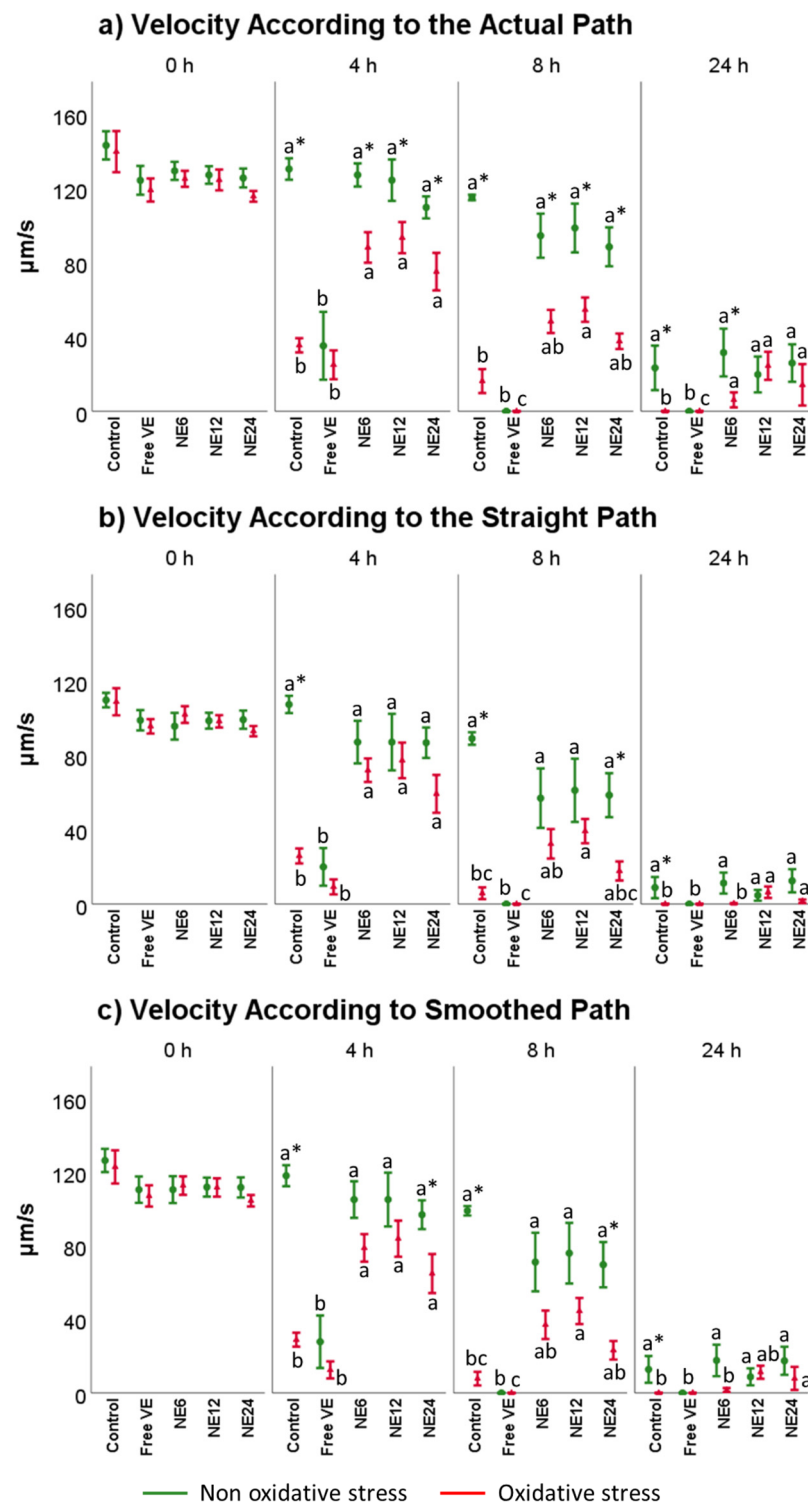 a) Velocity According to the Actual Path
0 h 4 h 8 h 24 h
µm/s
160
120
80
40
0
a* a* a* a* b b b a a a
a* a* a* a* b b c ab a ab
a* b b c a* a a a a a
Control Free VE NE6 NE12 NE24 Control Free VE NE6 NE12 NE24 Control Free VE NE6 NE12 NE24 Control Free VE NE6 NE12 NE24
b) Velocity According to the Straight Path
0 h 4 h 8 h 24 h
µm/s
160
120
80
40
0
a* a a a b b b a a a
a* a a a* bc b c ab a abc
a* b b a b a a a a
Control Free VE NE6 NE12 NE24 Control Free VE NE6 NE12 NE24 Control Free VE NE6 NE12 NE24 Control Free VE NE6 NE12 NE24
c) Velocity According to Smoothed Path
0 h 4 h 8 h 24 h
µm/s
160
120
80
40
0
a* a a a* b b b a a a
a* a a a* bc b c ab a ab
a* b b a b a ab a a
Control Free VE NE6 NE12 NE24 Control Free VE NE6 NE12 NE24 Control Free VE NE6 NE12 NE24 Control Free VE NE6 NE12 NE24
Non oxidative stress Oxidative stress